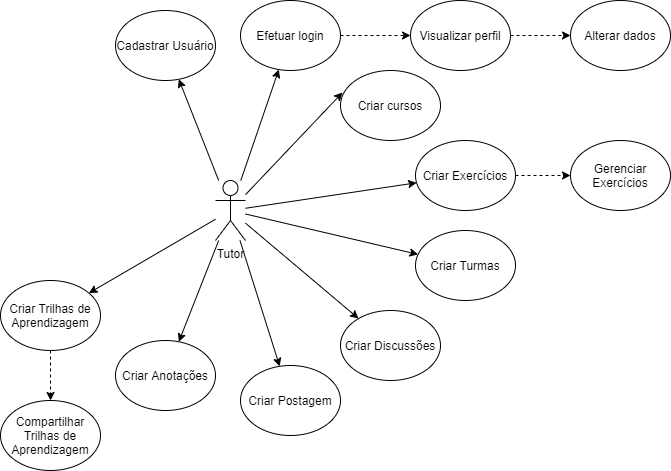 Cadastrar Usuário
Efetuar login
Visualizar perfil
Alterar dados
Criar cursos
Criar Exercícios
Gerenciar
Exercícios
Tutor
Criar Turmas
Criar Trilhas de
Aprendizagem
Criar Discussões
Criar Anotações
Criar Postagem
Compartilhar
Trilhas de
Aprendizagem